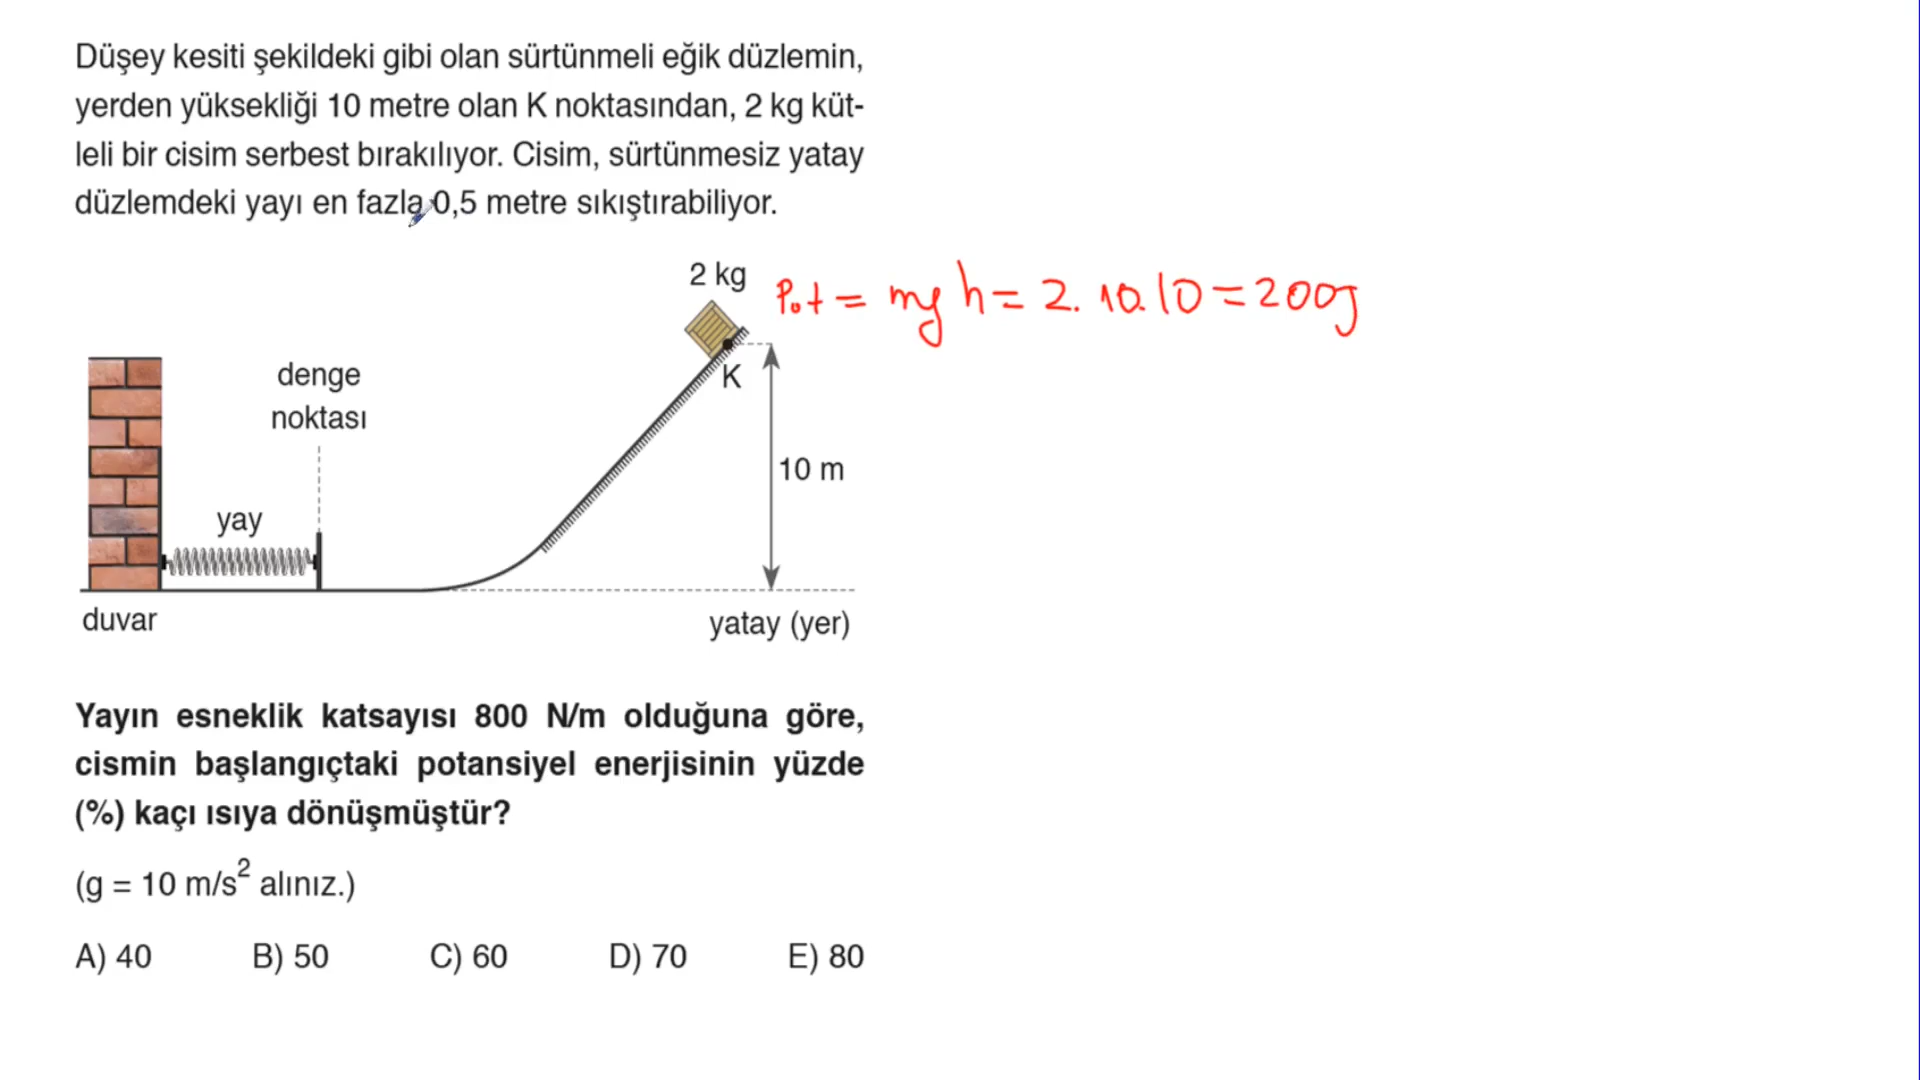 Düşey kesiti şekildeki gibi olan sürtünmeli eğik düzlemin,
yerden yüksekliği 10 metre olan K noktasından, 2 kg küt-
leli bir cisim serbest bırakılıyor. Cisim, sürtünmesiz yatay
düzlemdeki yayı en fazla 0,5 metre sıkıştırabiliyor.
2 kg
Pot = mgh = 2.10.10 = 200J
K
denge
noktası
10 m
yay
duvar
yatay (yer)
Yayın esneklik katsayısı 800 N/m olduğuna göre,
cismin başlangıçtaki potansiyel enerjisinin yüzde
(%) kaçı ısıya dönüşmüştür?
(g = 10 m/s² alınız.)
A) 40 B) 50 C) 60 D) 70 E) 80